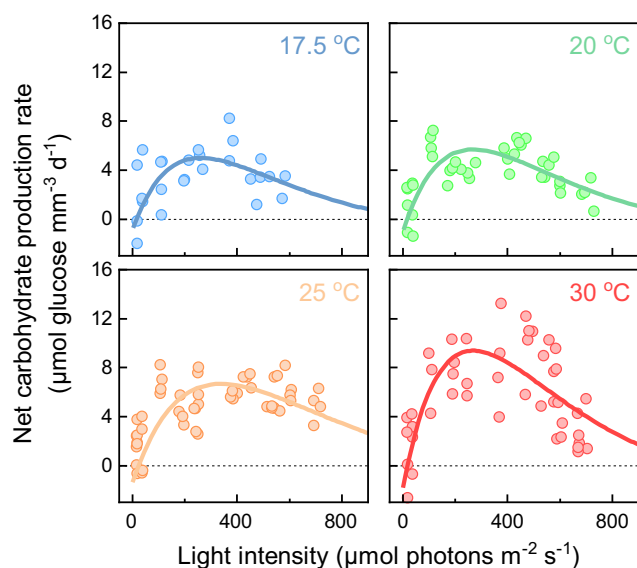 16
12
8
4
0
17.5 °C
20 °C
16
12
8
4
0
25 °C
30 °C
0
400
800
0
400
800
Net carbohydrate production rate
(μmol glucose mm⁻³ d⁻¹)
Light intensity (μmol photons m⁻² s⁻¹)